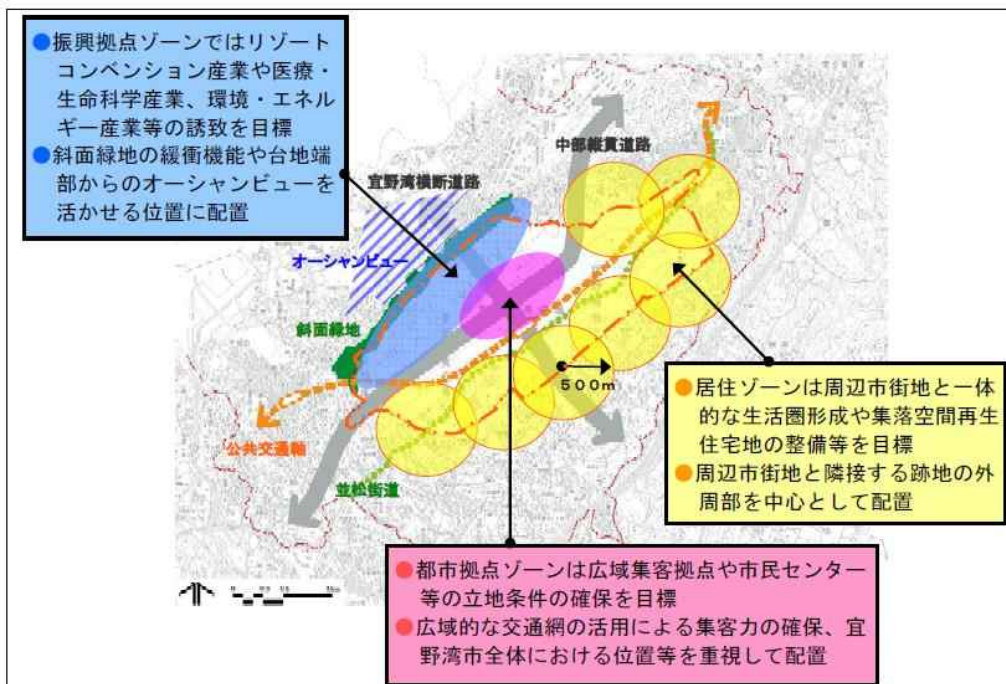 ●振興拠点ゾーンではリゾート
コンベンション産業や医療・
生命科学産業、環境・エネル
ギー産業等の誘致を目標
●斜面緑地の緩衝機能や台地端
部からのオーシャンビューを
活かせる位置に配置
中部縦貫道路
宜野湾横断道路
オーシャンビュー
斜面緑地
500m
公共交通軸
並松街道
●居住ゾーンは周辺市街地と一体
的な生活圏形成や集落空間再生
住宅地の整備等を目標
●周辺市街地と隣接する跡地の外
周部を中心として配置
●都市拠点ゾーンは広域集客拠点や市民センター
等の立地条件の確保を目標
●広域的な交通網の活用による集客力の確保、宜
野湾市全体における位置等を重視して配置